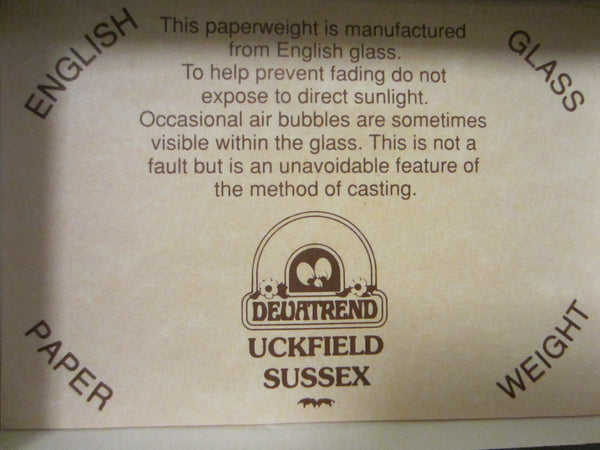 ENGLISH
GLASS
This paperweight is manufactured
from English glass.
To help prevent fading do not
expose to direct sunlight.
Occasional air bubbles are sometimes
visible within the glass. This is not a
fault but is an unavoidable feature of
the method of casting.
DEVATREND
UCKFIELD
SUSSEX
PAPER
WEIGHT